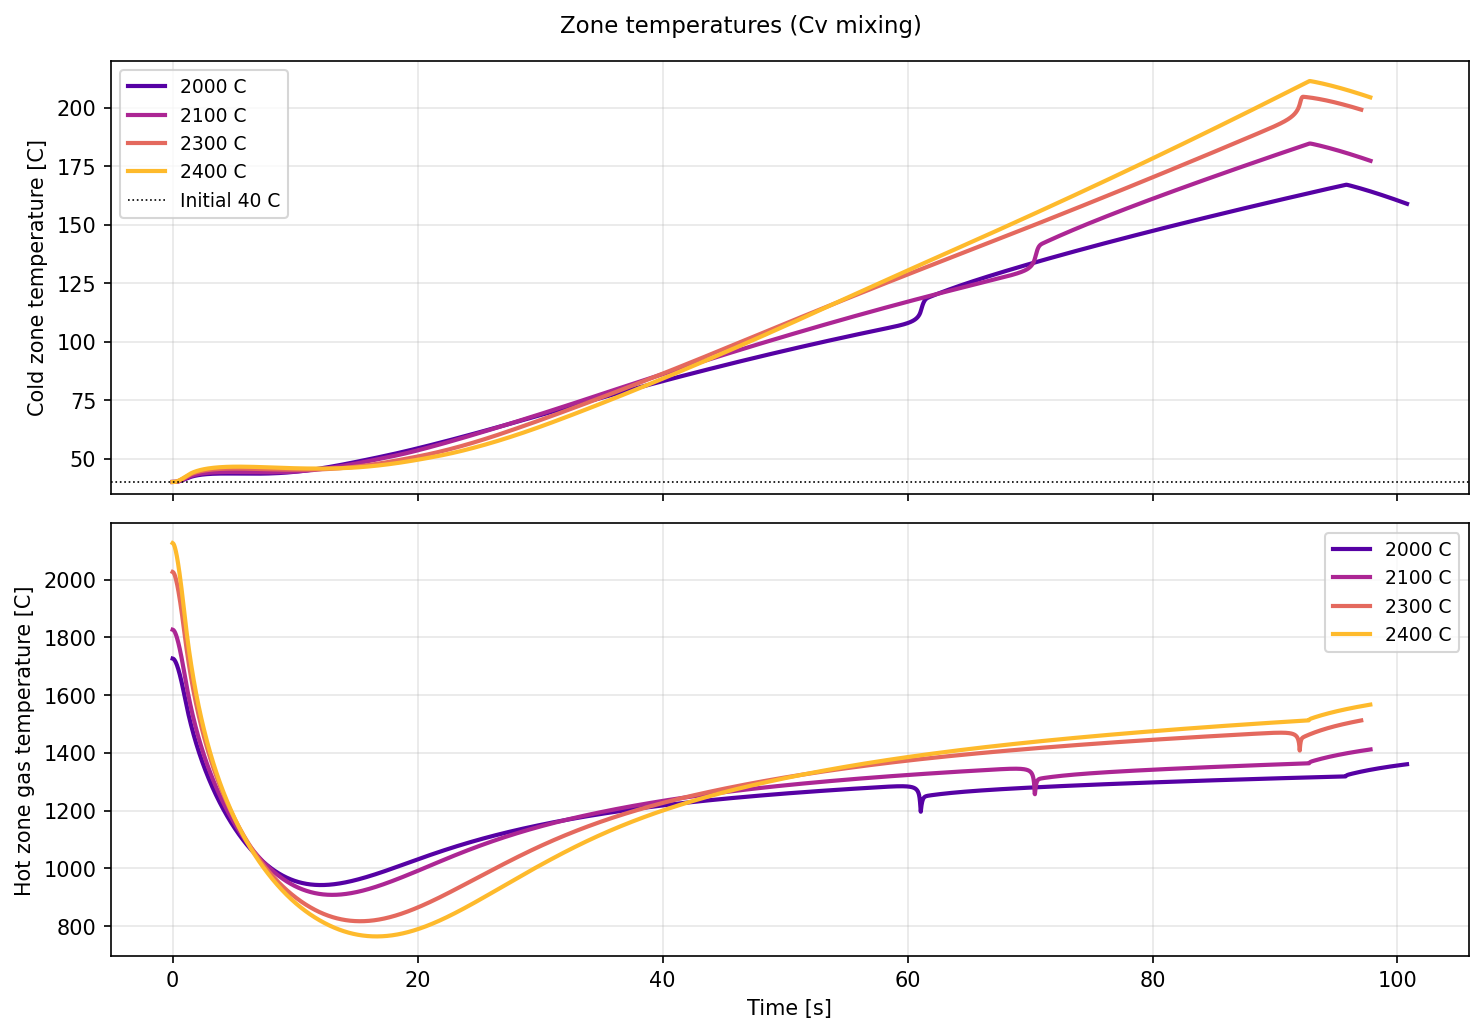 Zone temperatures (Cv mixing)
Cold zone temperature [C]
200
175
150
125
100
75
50
2000 C
2100 C
2300 C
2400 C
Initial 40 C
Hot zone gas temperature [C]
2000
1800
1600
1400
1200
1000
800
2000 C
2100 C
2300 C
2400 C
0 20 40 60 80 100
Time [s]